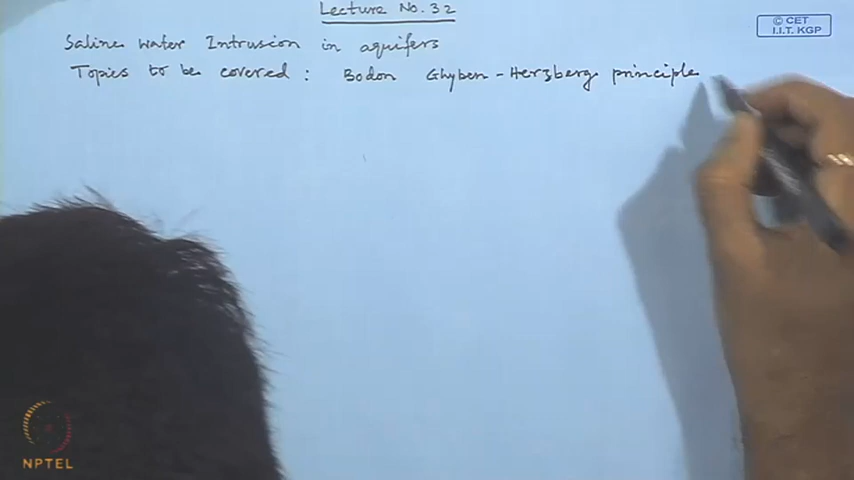 Lecture No. 32
© CET
I.I.T. KGP
Saline water Intrusion in aquifers
Topics to be covered : Bodon Ghyben - Herzberg principle
NPTEL